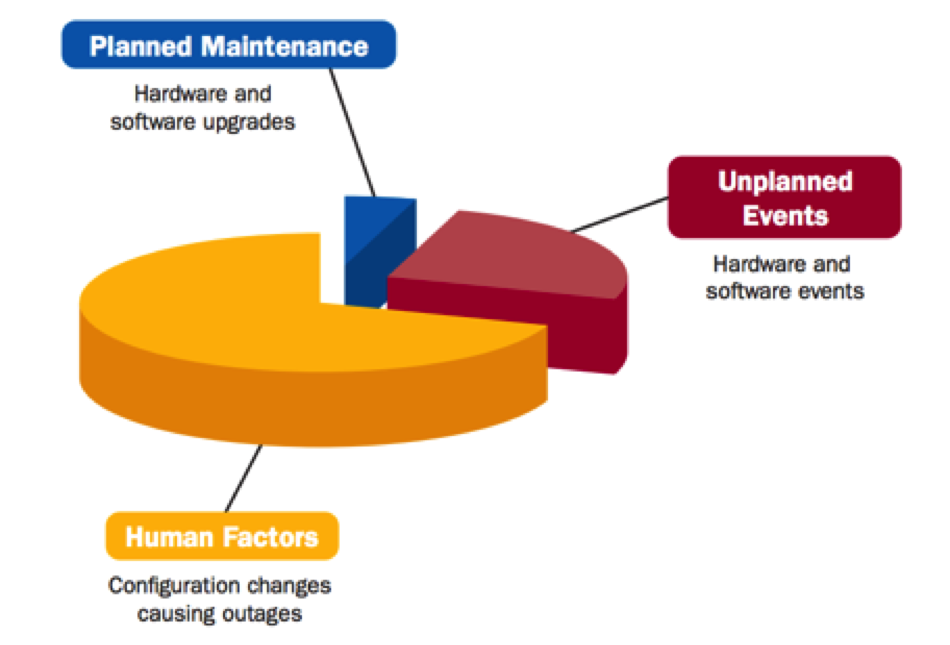 Planned Maintenance
Hardware and
software upgrades
Unplanned
Events
Hardware and
software events
Human Factors
Configuration changes
causing outages